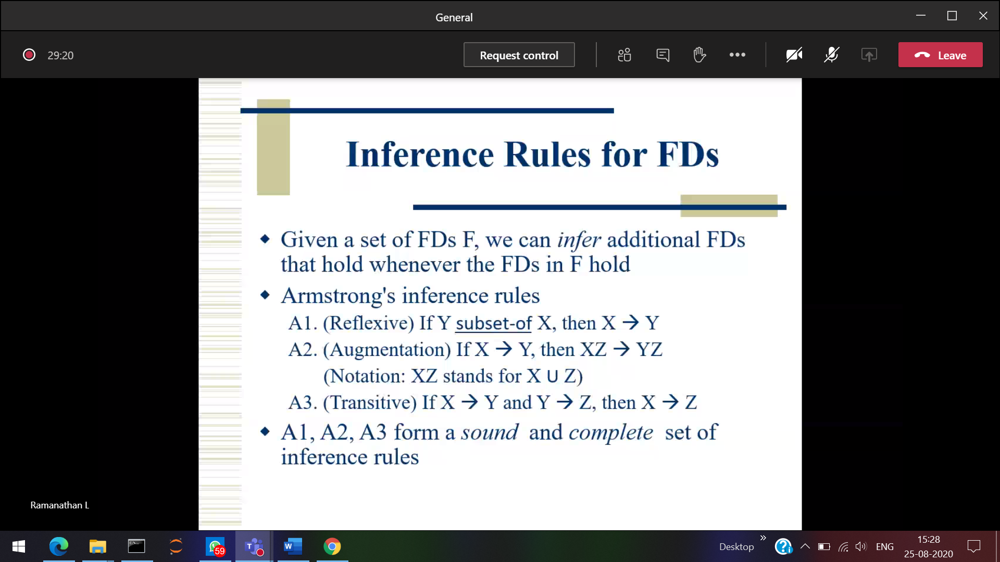 General
29:20
Request control
Leave
Inference Rules for FDs
Given a set of FDs F, we can infer additional FDs
that hold whenever the FDs in F hold
Armstrong's inference rules
A1. (Reflexive) If Y subset-of X, then X → Y
A2. (Augmentation) If X → Y, then XZ → YZ
(Notation: XZ stands for X U Z)
A3. (Transitive) If X → Y and Y → Z, then X → Z
A1, A2, A3 form a sound and complete set of
inference rules
Ramanathan L
59
T
W
Desktop
ENG
15:28
25-08-2020